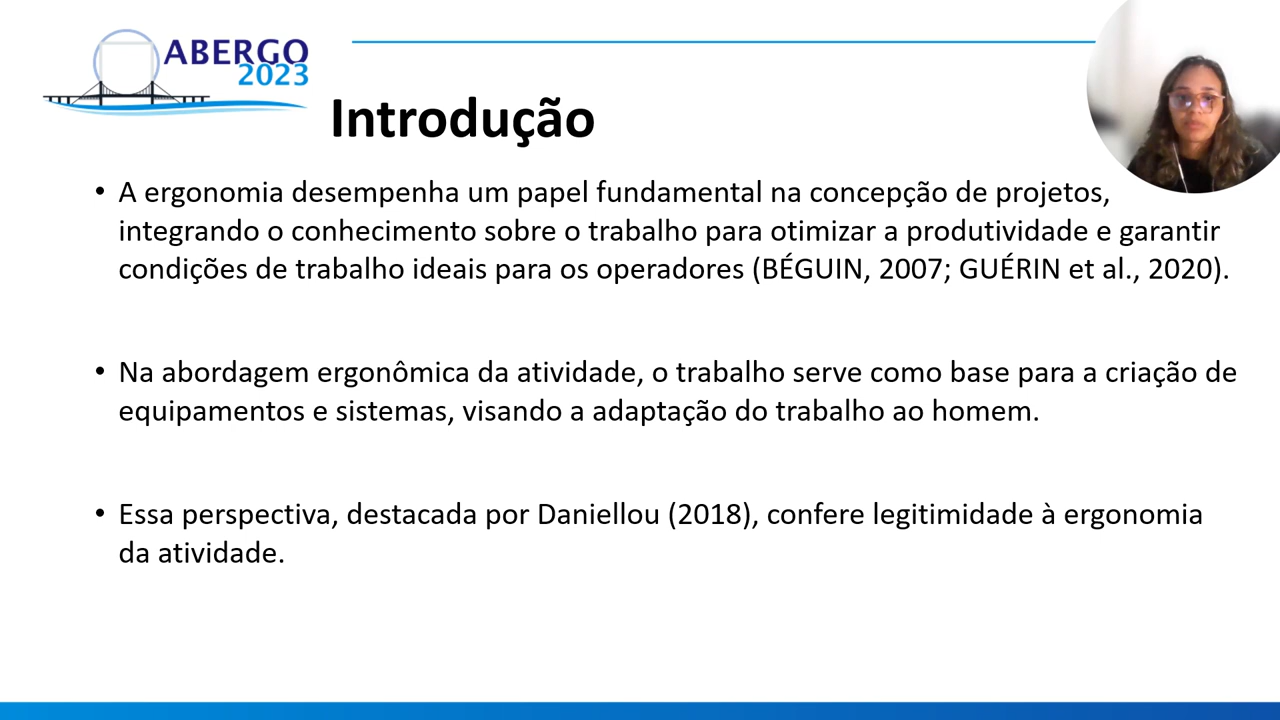 ABERGO
2023
Introdução
• A ergonomia desempenha um papel fundamental na concepção de projetos,
integrando o conhecimento sobre o trabalho para otimizar a produtividade e garantir
condições de trabalho ideais para os operadores (BÉGUIN, 2007; GUÉRIN et al., 2020).
• Na abordagem ergonômica da atividade, o trabalho serve como base para a criação de
equipamentos e sistemas, visando a adaptação do trabalho ao homem.
• Essa perspectiva, destacada por Daniellou (2018), confere legitimidade à ergonomia
da atividade.